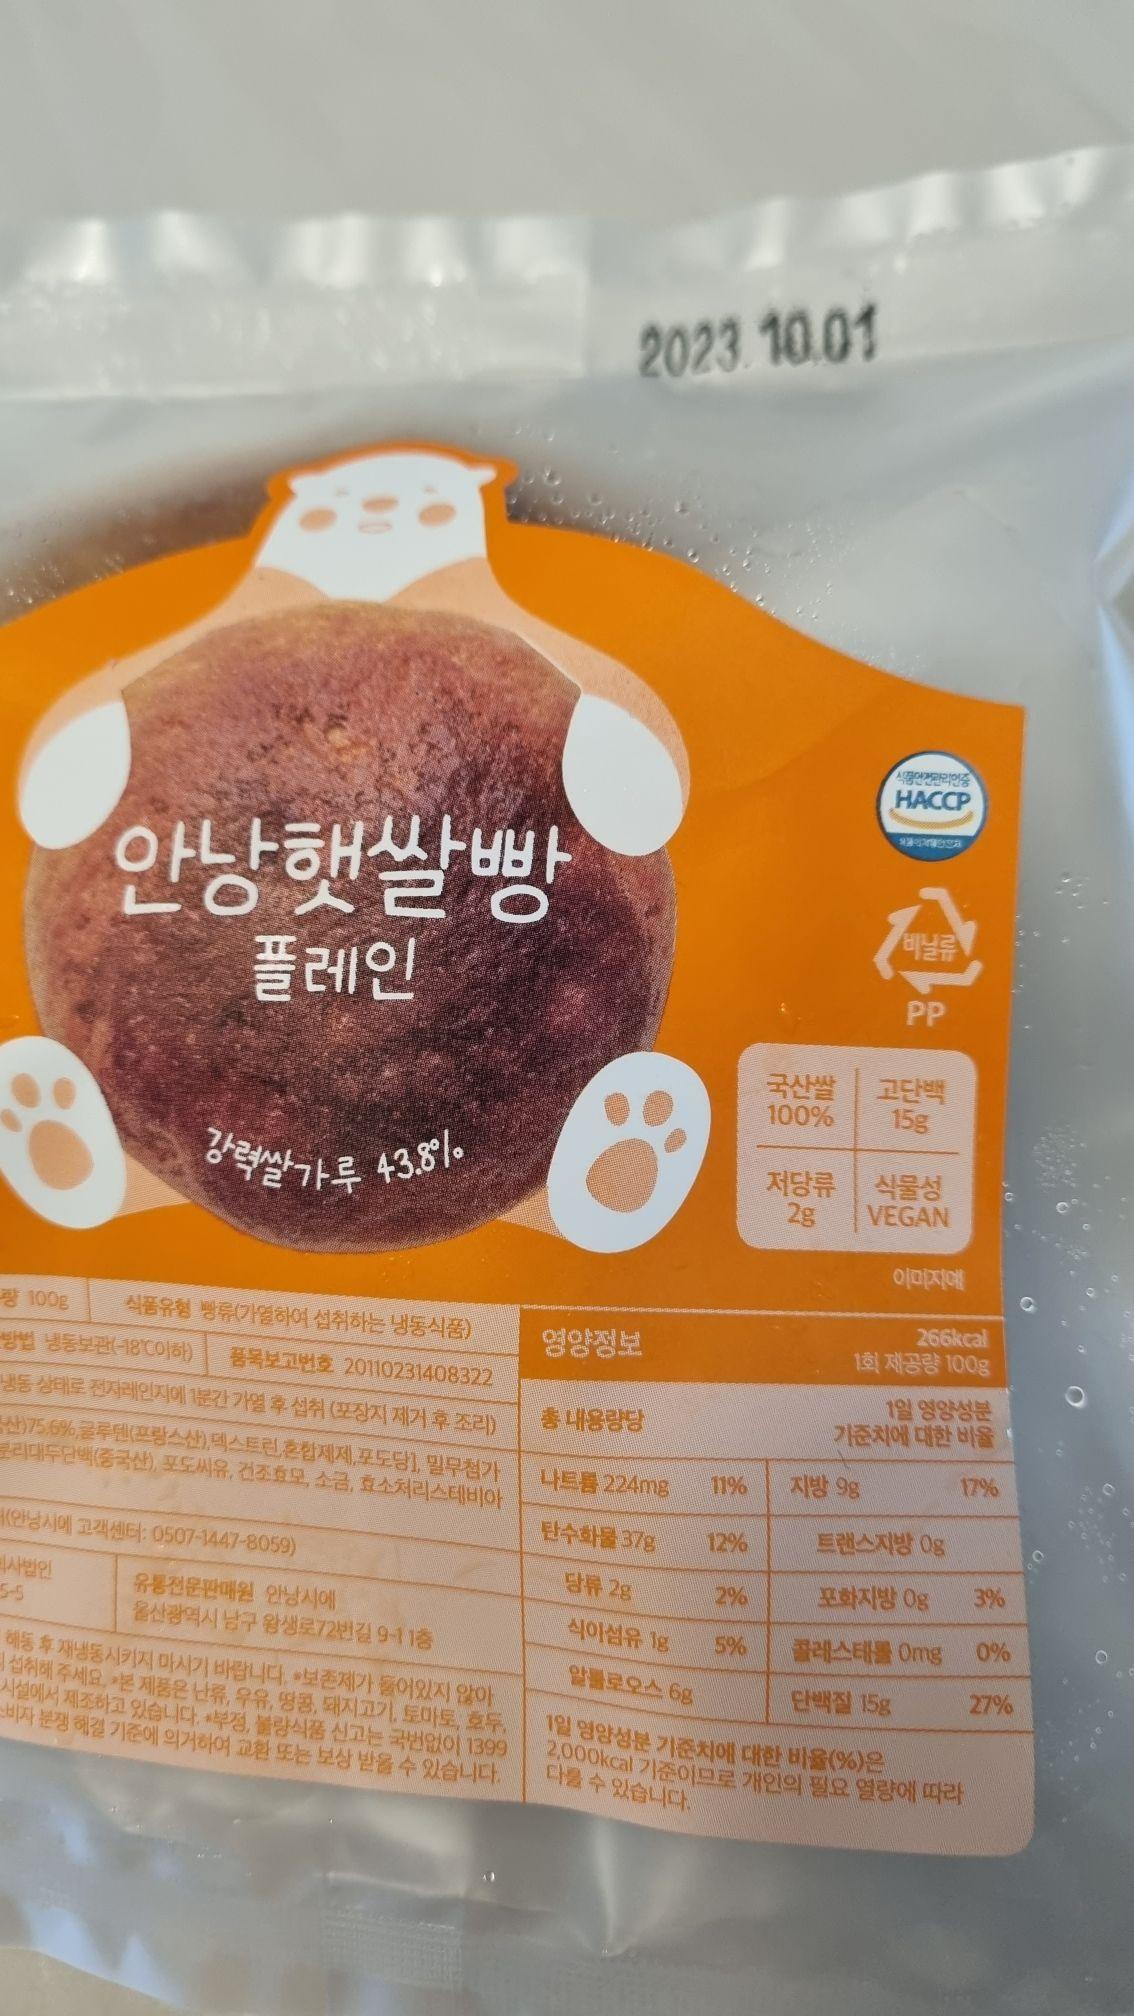 2023.10.01
안낭햇쌀빵
플레인
강력쌀가루 43.8%
식품안전관리인증
HACCP
비닐류
PP
국산쌀
100%
고단백
15g
저당류
2g
식물성
VEGAN
이미지예
량 100g
식품유형 빵류(가열하여 섭취하는 냉동식품)
방법 냉동보관(-18℃이하)
품목보고번호 20110231408322
냉동 상태로 전자레인지에 1분간 가열 후 섭취 (포장지 제거 후 조리)
산)75.6%,글루텐(프랑스산),덱스트린,혼합제제,포도당], 밀무첨가
분리대두단백(중국산), 포도씨유, 건조효모, 소금, 효소처리스테비아
(안낭시에 고객센터: 0507-1447-8059)
회사법인
5-5
유통전문판매원 안낭시에
울산광역시 남구 왕생로72번길 9-1 1층
해동 후 재냉동시키지 마시기 바랍니다. *보존제가 들어있지 않아
섭취해 주세요. *본 제품은 난류, 우유, 땅콩, 돼지고기, 토마토, 호두,
시설에서 제조하고 있습니다. *부정, 불량식품 신고는 국번없이 1399
소비자 분쟁 해결 기준에 의거하여 교환 또는 보상 받을 수 있습니다.
영양정보
266kcal
1회 제공량 100g
총 내용량당
1일 영양성분
기준치에 대한 비율
나트륨 224mg 11%
지방 9g 17%
탄수화물 37g 12%
트랜스지방 0g
당류 2g 2%
포화지방 0g 3%
식이섬유 1g 5%
콜레스테롤 0mg 0%
알룰로오스 6g
단백질 15g 27%
1일 영양성분 기준치에 대한 비율(%)은
2,000kcal 기준이므로 개인의 필요 열량에 따라
다를 수 있습니다.